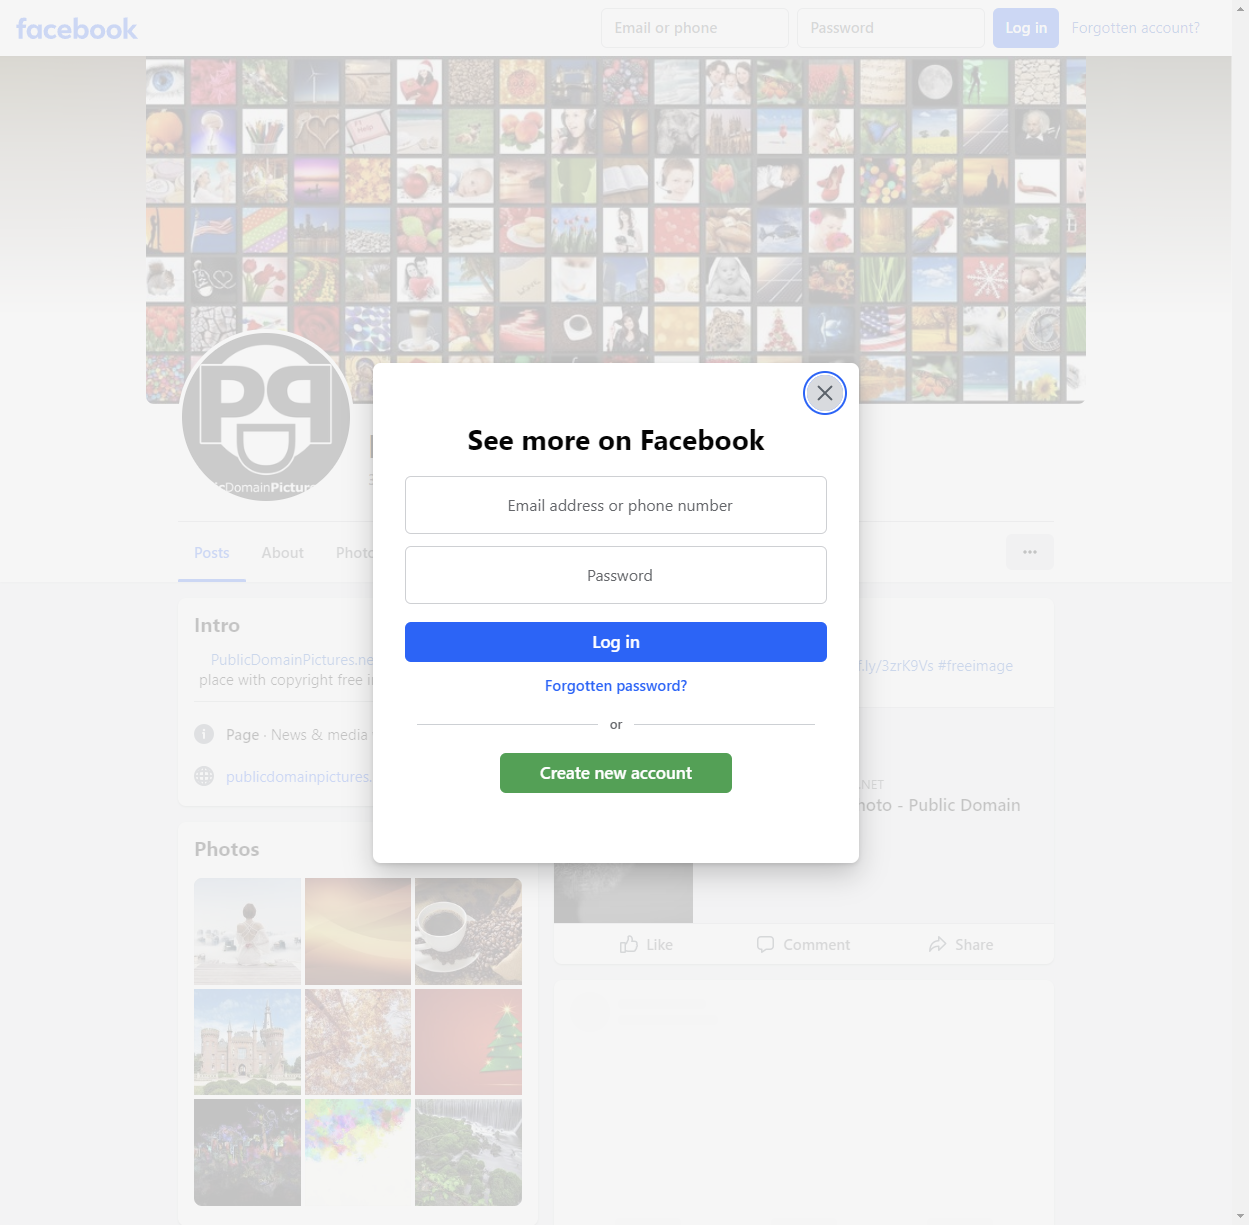 facebook
Email or phone
Password
Log in
Forgotten account?
PP
DomainPictur
See more on Facebook
Email address or phone number
Password
Log in
Forgotten password?
or
Create new account
Posts
About
Photo
Intro
PublicDomainPictures.ne
place with copyright free i
Page · News & media
publicdomainpictures.
Photos
f.ly/3zrK9Vs #freeimage
.NET
hoto - Public Domain
Like
Comment
Share